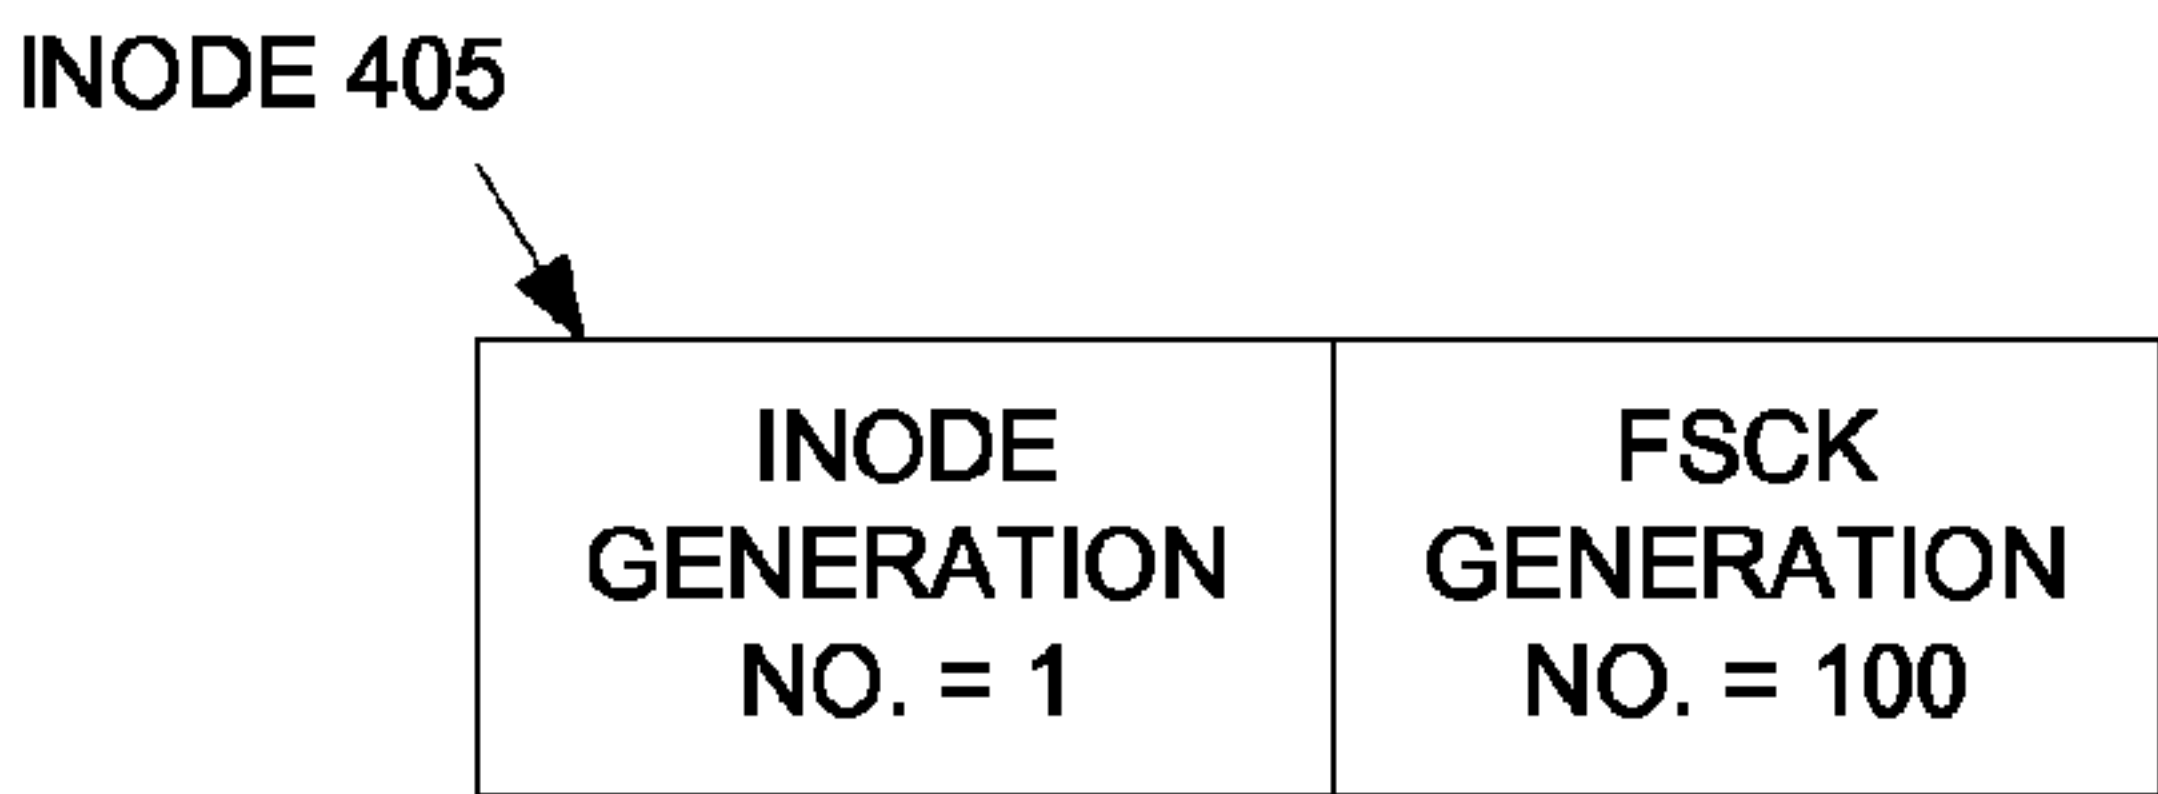 INODE 405
INODE
GENERATION
NO. = 1
FSCK
GENERATION
NO. = 100